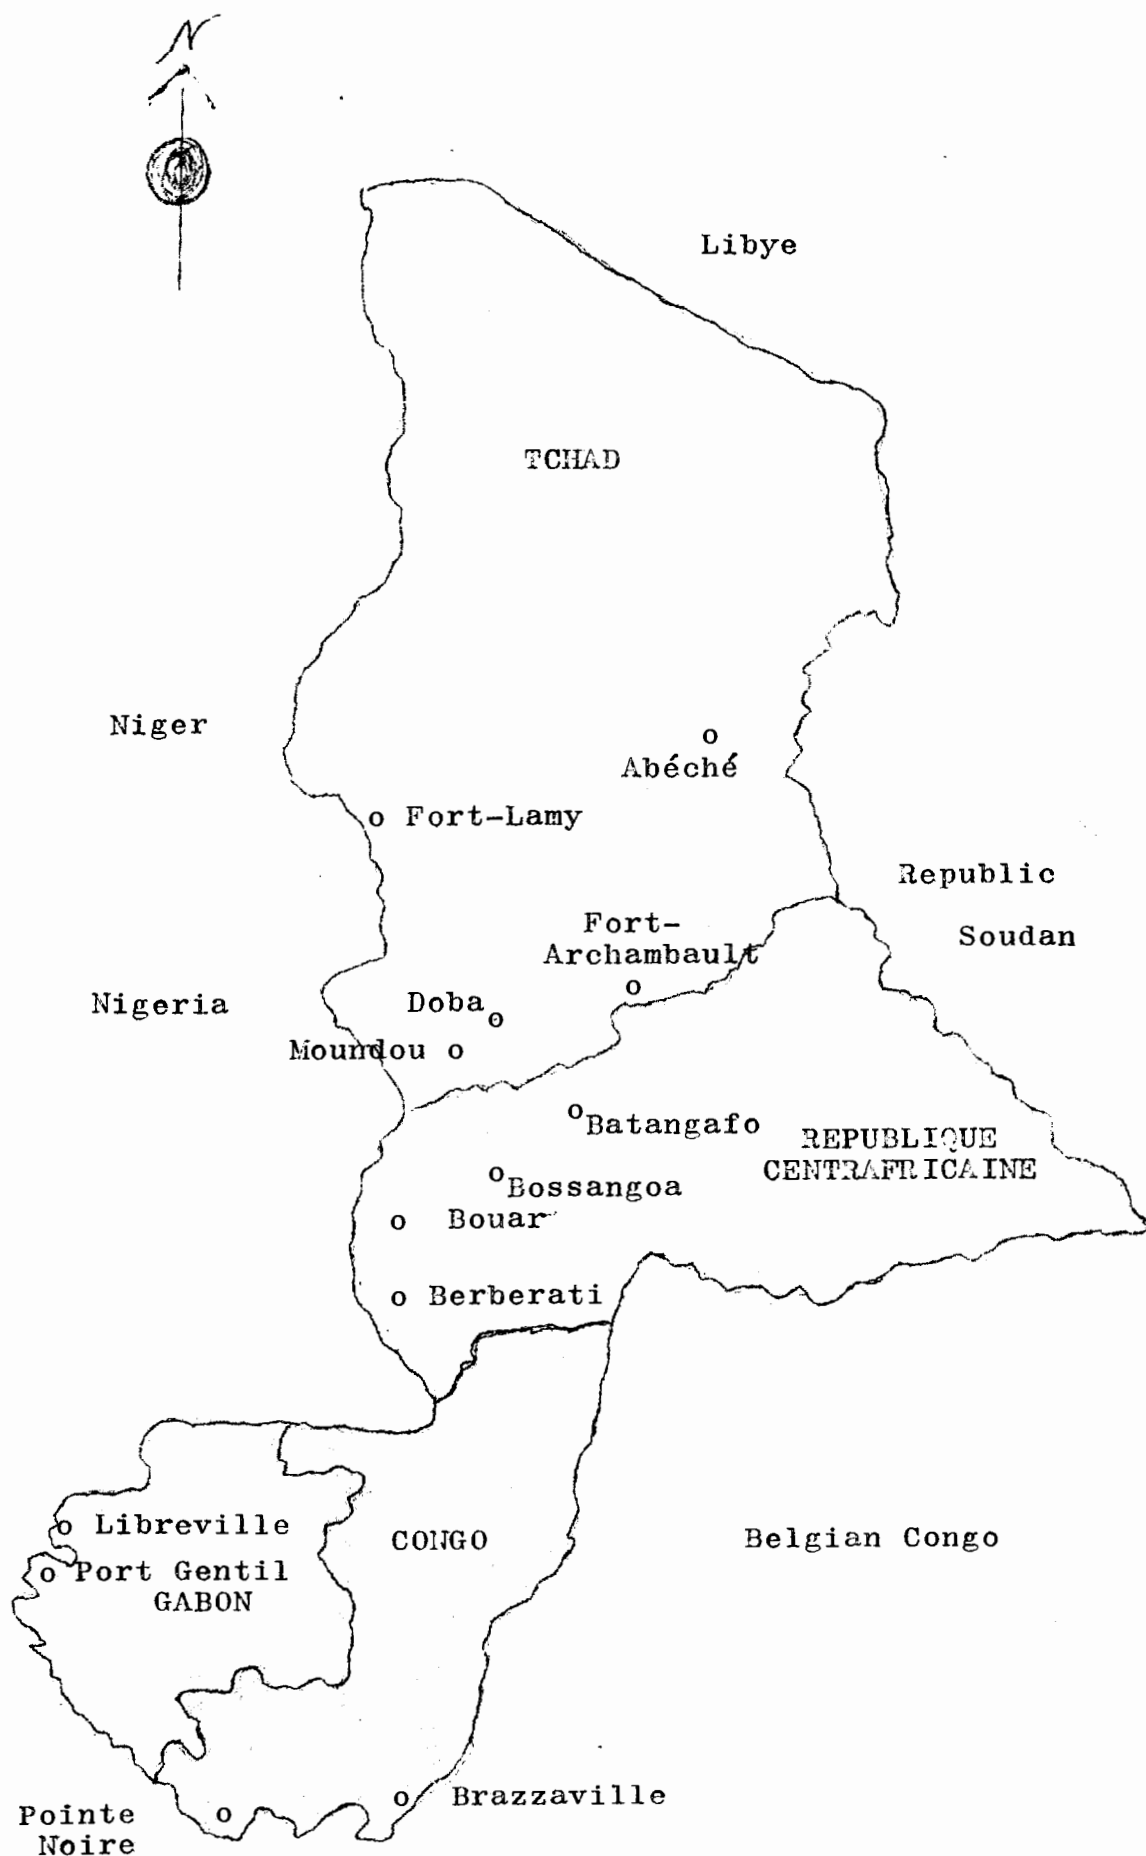 N
Libye
TCHAD
Niger
Abéché
Fort-Lamy
Republic
Soudan
Fort-
Archambault
Nigeria
Doba
Moundou
Batangafo
REPUBLIQUE
CENTRAFRICAINE
Bossangoa
Bouar
Berberati
Libreville
CONGO
Belgian Congo
Port Gentil
GABON
Brazzaville
Pointe
Noire